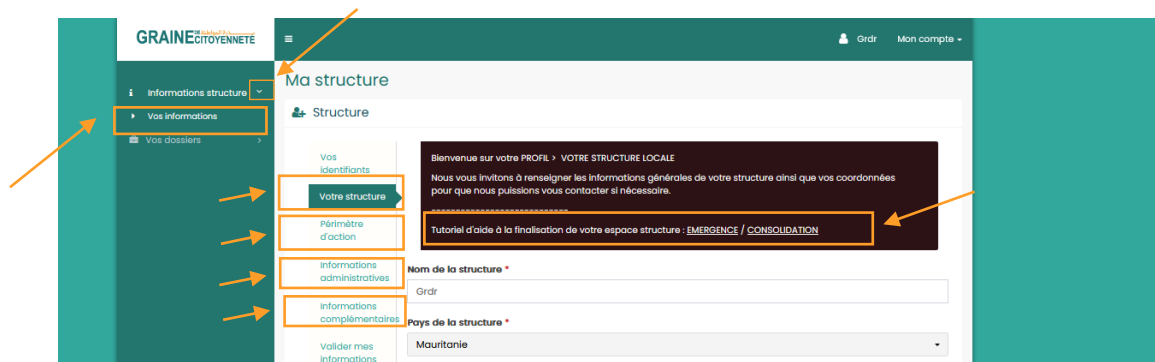 GRAINE DE CITOYENNETÉ
Grdr Mon compte
Informations structure
Vos informations
Vos dossiers
Ma structure
Structure
Vos
identifiants
Votre structure
Périmètre
d'action
Informations
administratives
Informations
complémentaires
Valider mes
informations
Bienvenue sur votre PROFIL > VOTRE STRUCTURE LOCALE
Nous vous invitons à renseigner les informations générales de votre structure ainsi que vos coordonnées
pour que nous puissions vous contacter si nécessaire.
----------------------------
Tutoriel d'aide à la finalisation de votre espace structure : EMERGENCE / CONSOLIDATION
Nom de la structure *
Grdr
Pays de la structure *
Mauritanie